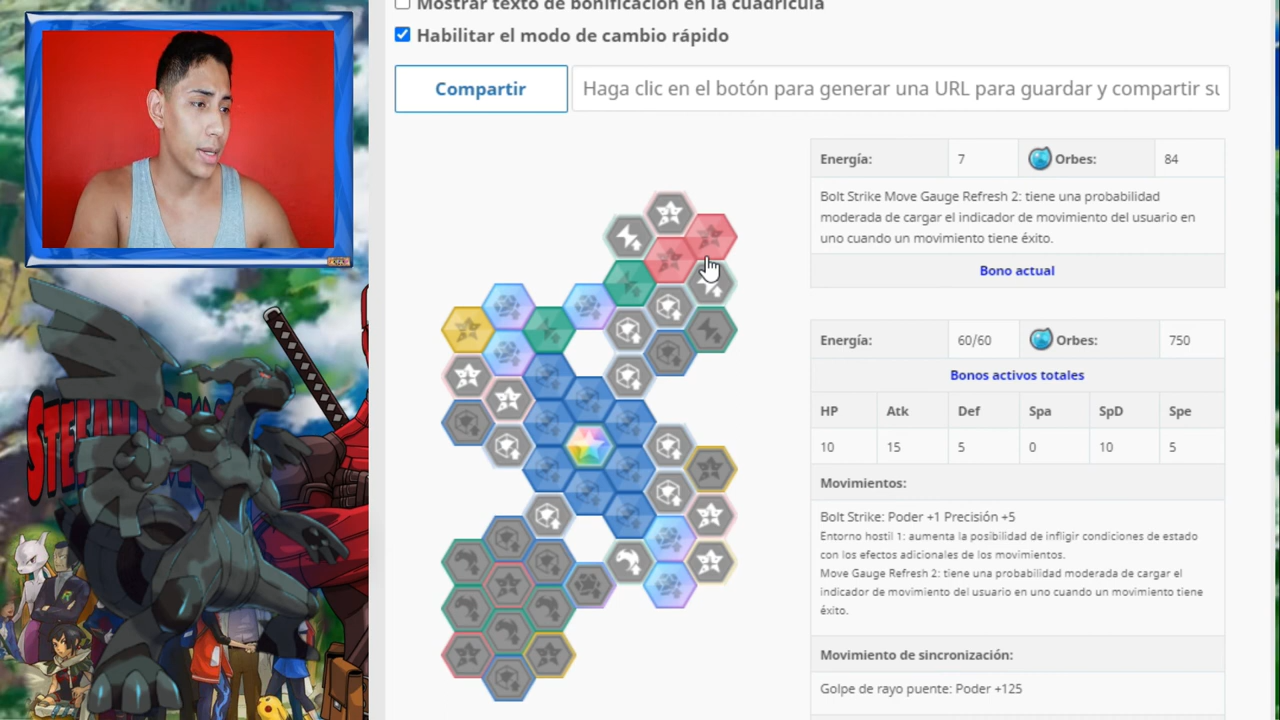 Mostrar texto de bonificación en la cuadrícula
Habilitar el modo de cambio rápido
Compartir
Haga clic en el botón para generar una URL para guardar y compartir su
Energía: 7 Orbes: 84
Bolt Strike Move Gauge Refresh 2: tiene una probabilidad
moderada de cargar el indicador de movimiento del usuario en
uno cuando un movimiento tiene éxito.
Bono actual
Energía: 60/60 Orbes: 750
Bonos activos totales
HP Atk Def Spa SpD Spe
10 15 5 0 10 5
Movimientos:
Bolt Strike: Poder +1 Precisión +5
Entorno hostil 1: aumenta la posibilidad de infligir condiciones de estado
con los efectos adicionales de los movimientos.
Move Gauge Refresh 2: tiene una probabilidad moderada de cargar el
indicador de movimiento del usuario en uno cuando un movimiento tiene
éxito.
Movimiento de sincronización:
Golpe de rayo puente: Poder +125